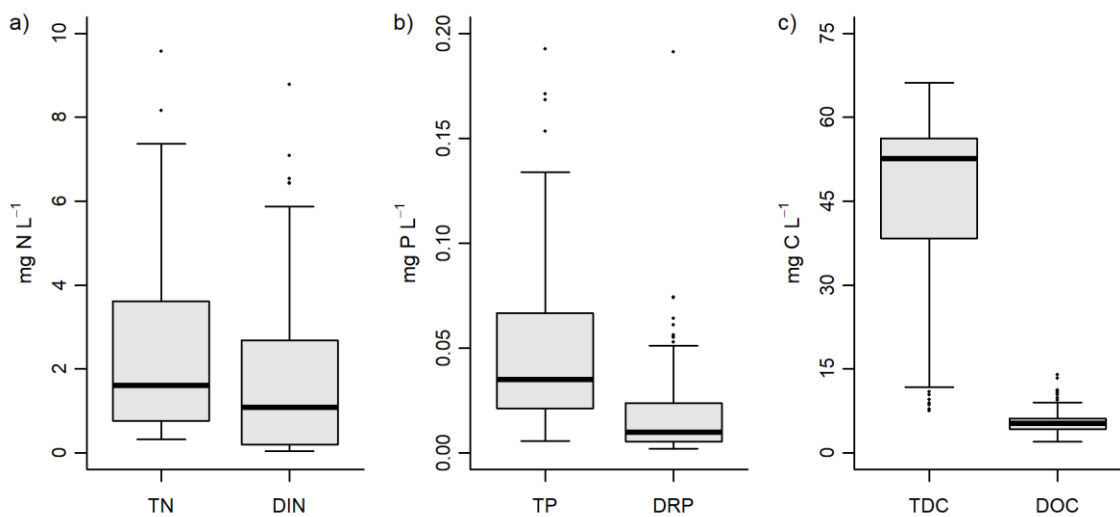 a)
mg N L⁻¹
10
8
6
4
2
0
TN DIN
b)
mg P L⁻¹
0.20
0.15
0.10
0.05
0.00
TP DRP
c)
mg C L⁻¹
75
60
45
30
15
0
TDC DOC